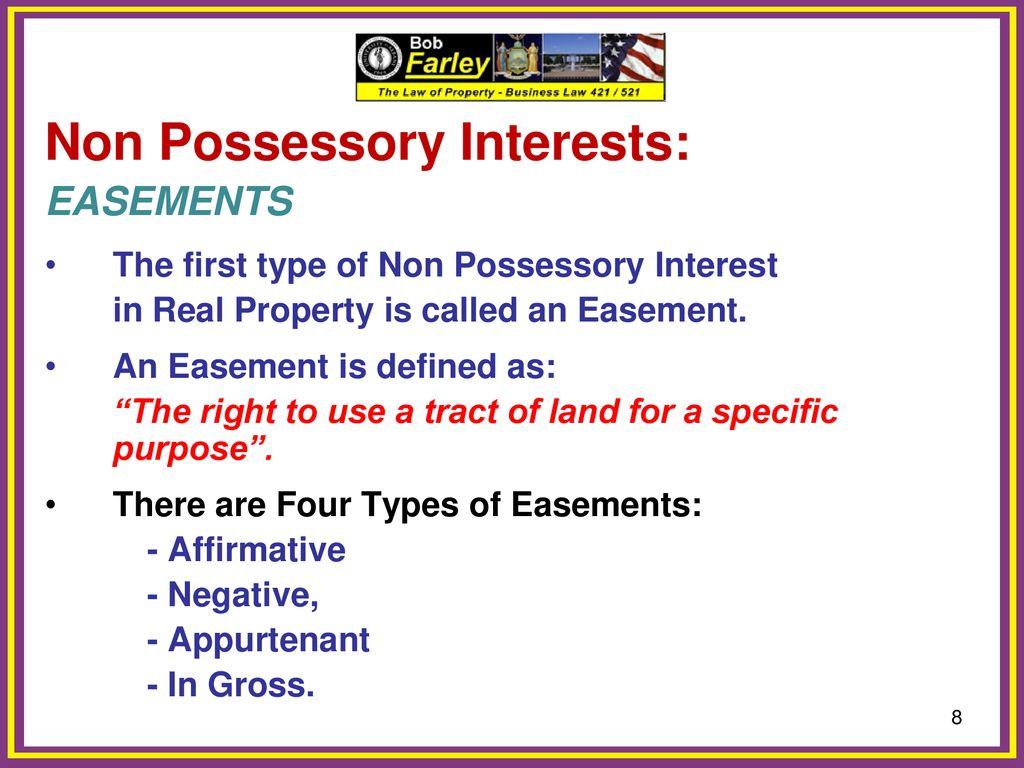 Bob
Farley
The Law of Property - Business Law 421 / 521
Non Possessory Interests:
EASEMENTS
• The first type of Non Possessory Interest
in Real Property is called an Easement.
• An Easement is defined as:
“The right to use a tract of land for a specific
purpose”.
• There are Four Types of Easements:
- Affirmative
- Negative,
- Appurtenant
- In Gross.
8